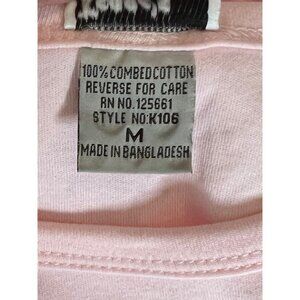 100% COMBED COTTON
REVERSE FOR CARE
RN NO. 125661
STYLE NO: K106
M
MADE IN BANGLADESH